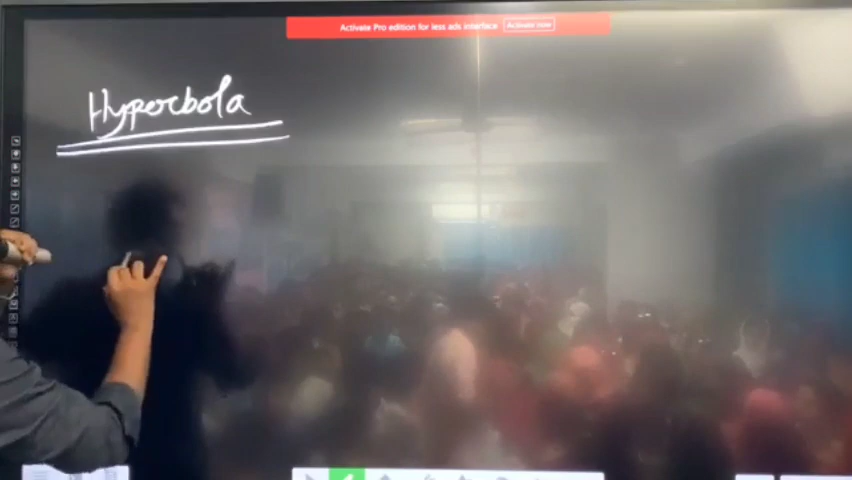 Activate Pro edition for less ads interface Activate now
Hyperbola